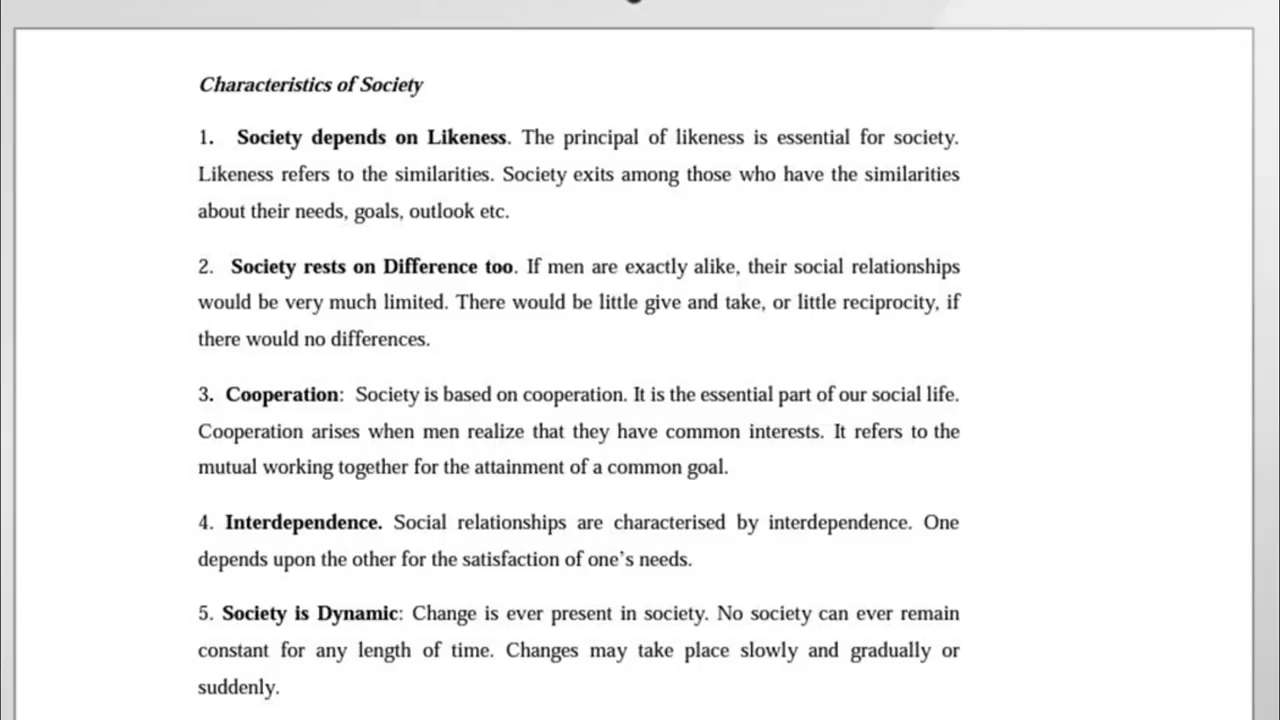 Characteristics of Society
1. Society depends on Likeness. The principal of likeness is essential for society.
Likeness refers to the similarities. Society exits among those who have the similarities
about their needs, goals, outlook etc.
2. Society rests on Difference too. If men are exactly alike, their social relationships
would be very much limited. There would be little give and take, or little reciprocity, if
there would no differences.
3. Cooperation: Society is based on cooperation. It is the essential part of our social life.
Cooperation arises when men realize that they have common interests. It refers to the
mutual working together for the attainment of a common goal.
4. Interdependence. Social relationships are characterised by interdependence. One
depends upon the other for the satisfaction of one’s needs.
5. Society is Dynamic: Change is ever present in society. No society can ever remain
constant for any length of time. Changes may take place slowly and gradually or
suddenly.